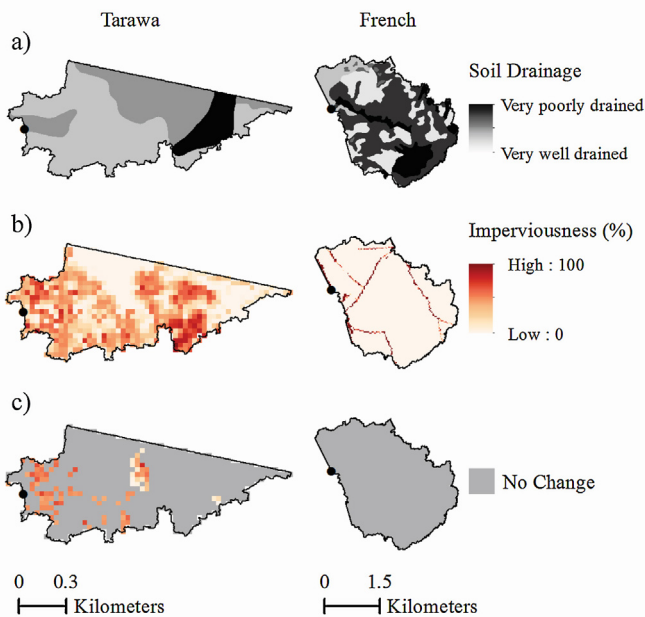 Tarawa French
a)
Soil Drainage
Very poorly drained
Very well drained
b)
Imperviousness (%)
High : 100
Low : 0
c)
No Change
0 0.3
Kilometers
0 1.5
Kilometers